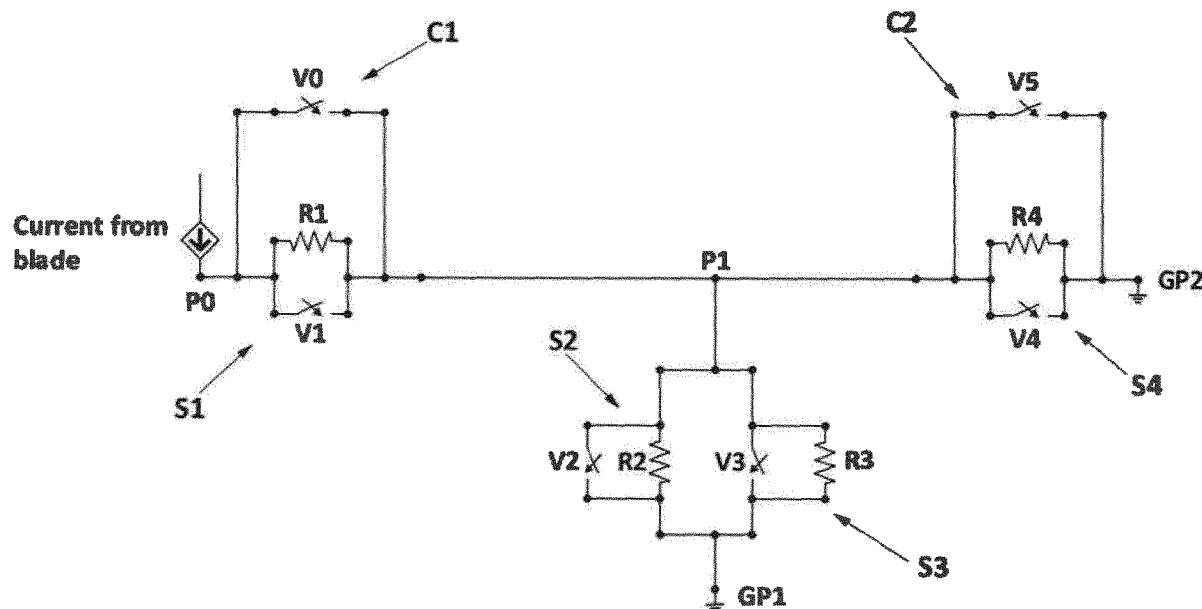 C1
C2
V0
V5
Current from
blade
R1
R4
P0
P1
GP2
V1
V4
S1
S2
S4
V2
R2
V3
R3
S3
GP1